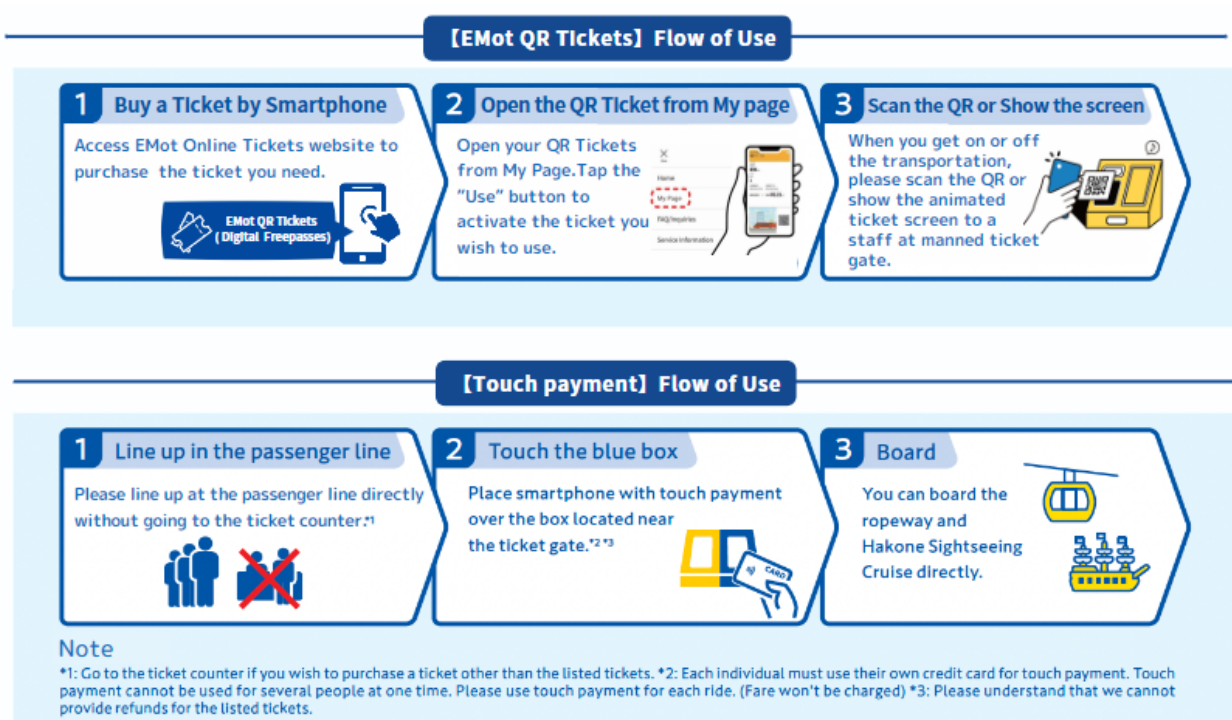 【EMot QR TIckets】 Flow of Use
1 Buy a TIcket by Smartphone
Access EMot Online Tickets website to
purchase the ticket you need.
EMot QR TIckets
( DIgItal Freepasses)
2 Open the QR TIcket from My page
Open your QR Tickets
from My Page.Tap the
"Use" button to
activate the ticket you
wish to use.
Home
My Page
FAQ/Inquiries
Service Information
3 Scan the QR or Show the screen
When you get on or off
the transportation,
please scan the QR or
show the animated
ticket screen to a
staff at manned ticket
gate.
【Touch payment】 Flow of Use
1 Line up in the passenger line
Please line up at the passenger line directly
without going to the ticket counter.*1
2 Touch the blue box
Place smartphone with touch payment
over the box located near
the ticket gate.*2 *3
CARD
3 Board
You can board the
ropeway and
Hakone Sightseeing
Cruise directly.
Note
*1: Go to the ticket counter if you wish to purchase a ticket other than the listed tickets. *2: Each individual must use their own credit card for touch payment. Touch
payment cannot be used for several people at one time. Please use touch payment for each ride. (Fare won't be charged) *3: Please understand that we cannot
provide refunds for the listed tickets.